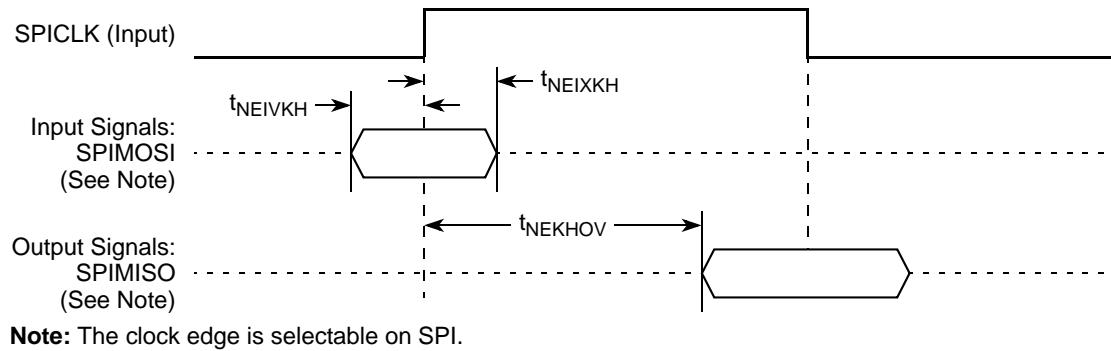 SPICLK (Input)
tNEIXKH
tNEIVKH
Input Signals:
SPIMOSI
(See Note)
tNEKHOV
Output Signals:
SPIMISO
(See Note)
Note: The clock edge is selectable on SPI.